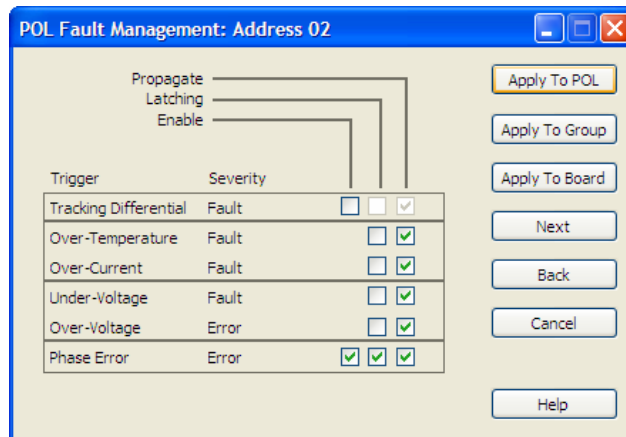 POL Fault Management: Address 02
Propagate
Latching
Enable
Trigger Severity
Tracking Differential Fault
Over-Temperature Fault
Over-Current Fault
Under-Voltage Fault
Over-Voltage Error
Phase Error Error
Apply To POL
Apply To Group
Apply To Board
Next
Back
Cancel
Help